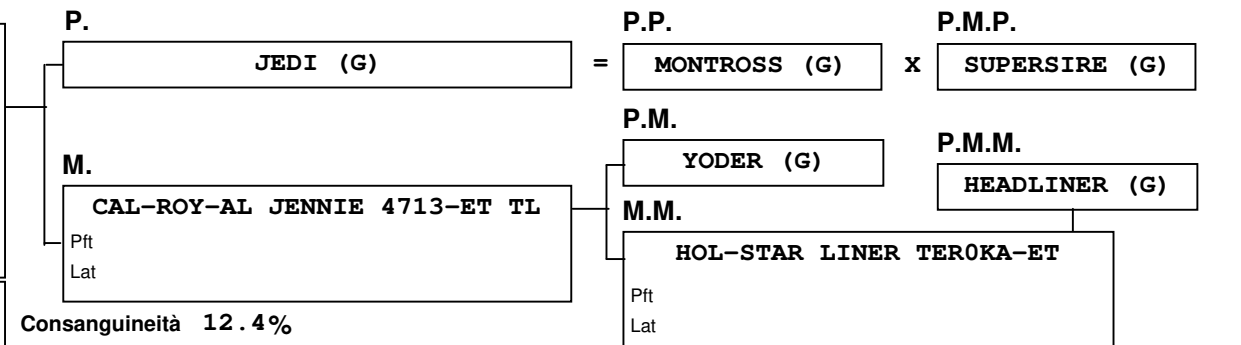 P. P.P. P.M.P.
JEDI (G) = MONTROSS (G) X SUPERSIRE (G)
P.M.
YODER (G)
P.M.M.
HEADLINER (G)
M.
CAL-ROY-AL JENNIE 4713-ET TL
Pft
Lat
M.M.
HOL-STAR LINER TER0KA-ET
Pft
Lat
Consanguineità 12.4%